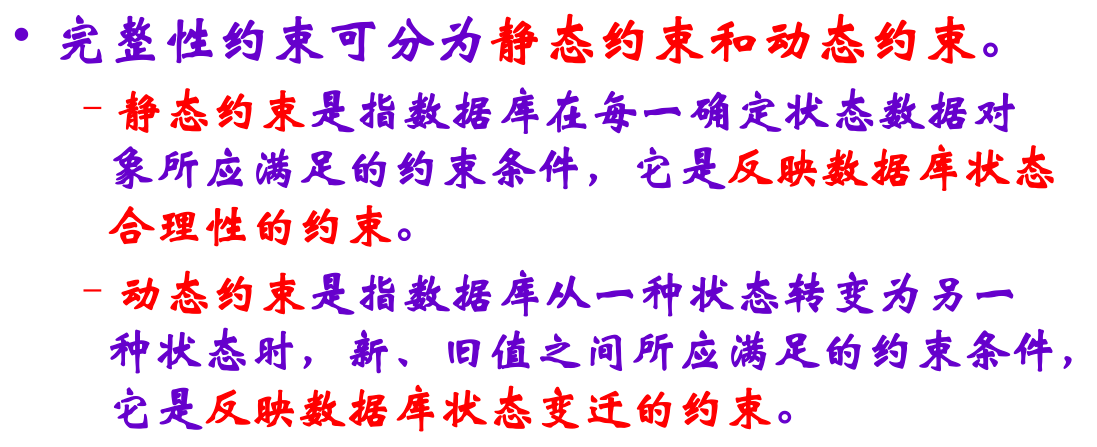 • 完整性约束可分为静态约束和动态约束。
– 静态约束是指数据库在每一确定状态数据对
象所应满足的约束条件，它是反映数据库状态
合理性的约束。
– 动态约束是指数据库从一种状态转变为另一
种状态时，新、旧值之间所应满足的约束条件，
它是反映数据库状态变迁的约束。